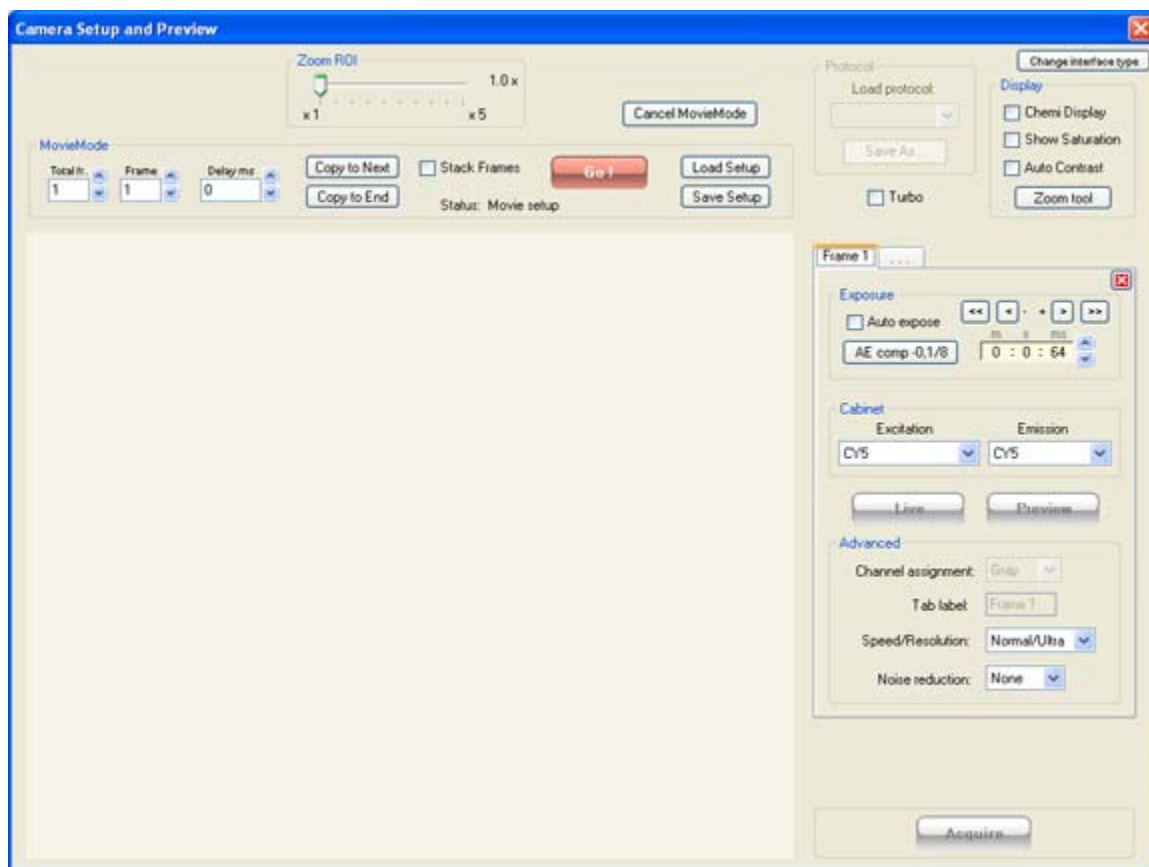 Camera Setup and Preview
Zoom ROI
1.0 x
x 1 x 5
Cancel MovieMode
Protocol
Load protocol:
Save As...
Turbo
Change interface type
Display
Chemi Display
Show Saturation
Auto Contrast
Zoom tool
MovieMode
Total fr. Frame Delay ms
1 1 0
Copy to Next
Copy to End
Stack Frames
Status: Movie setup
Go !
Load Setup
Save Setup
Frame 1 . . . .
Exposure
Auto expose
<< < - + > >>
m s ms
AE comp -0,1/8 0 : 0 : 64
Cabinet
Excitation Emission
CY5 CY5
Live Preview
Advanced
Channel assignment: Gray
Tab label: Frame 1
Speed/Resolution: Normal/Ultra
Noise reduction: None
Acquire